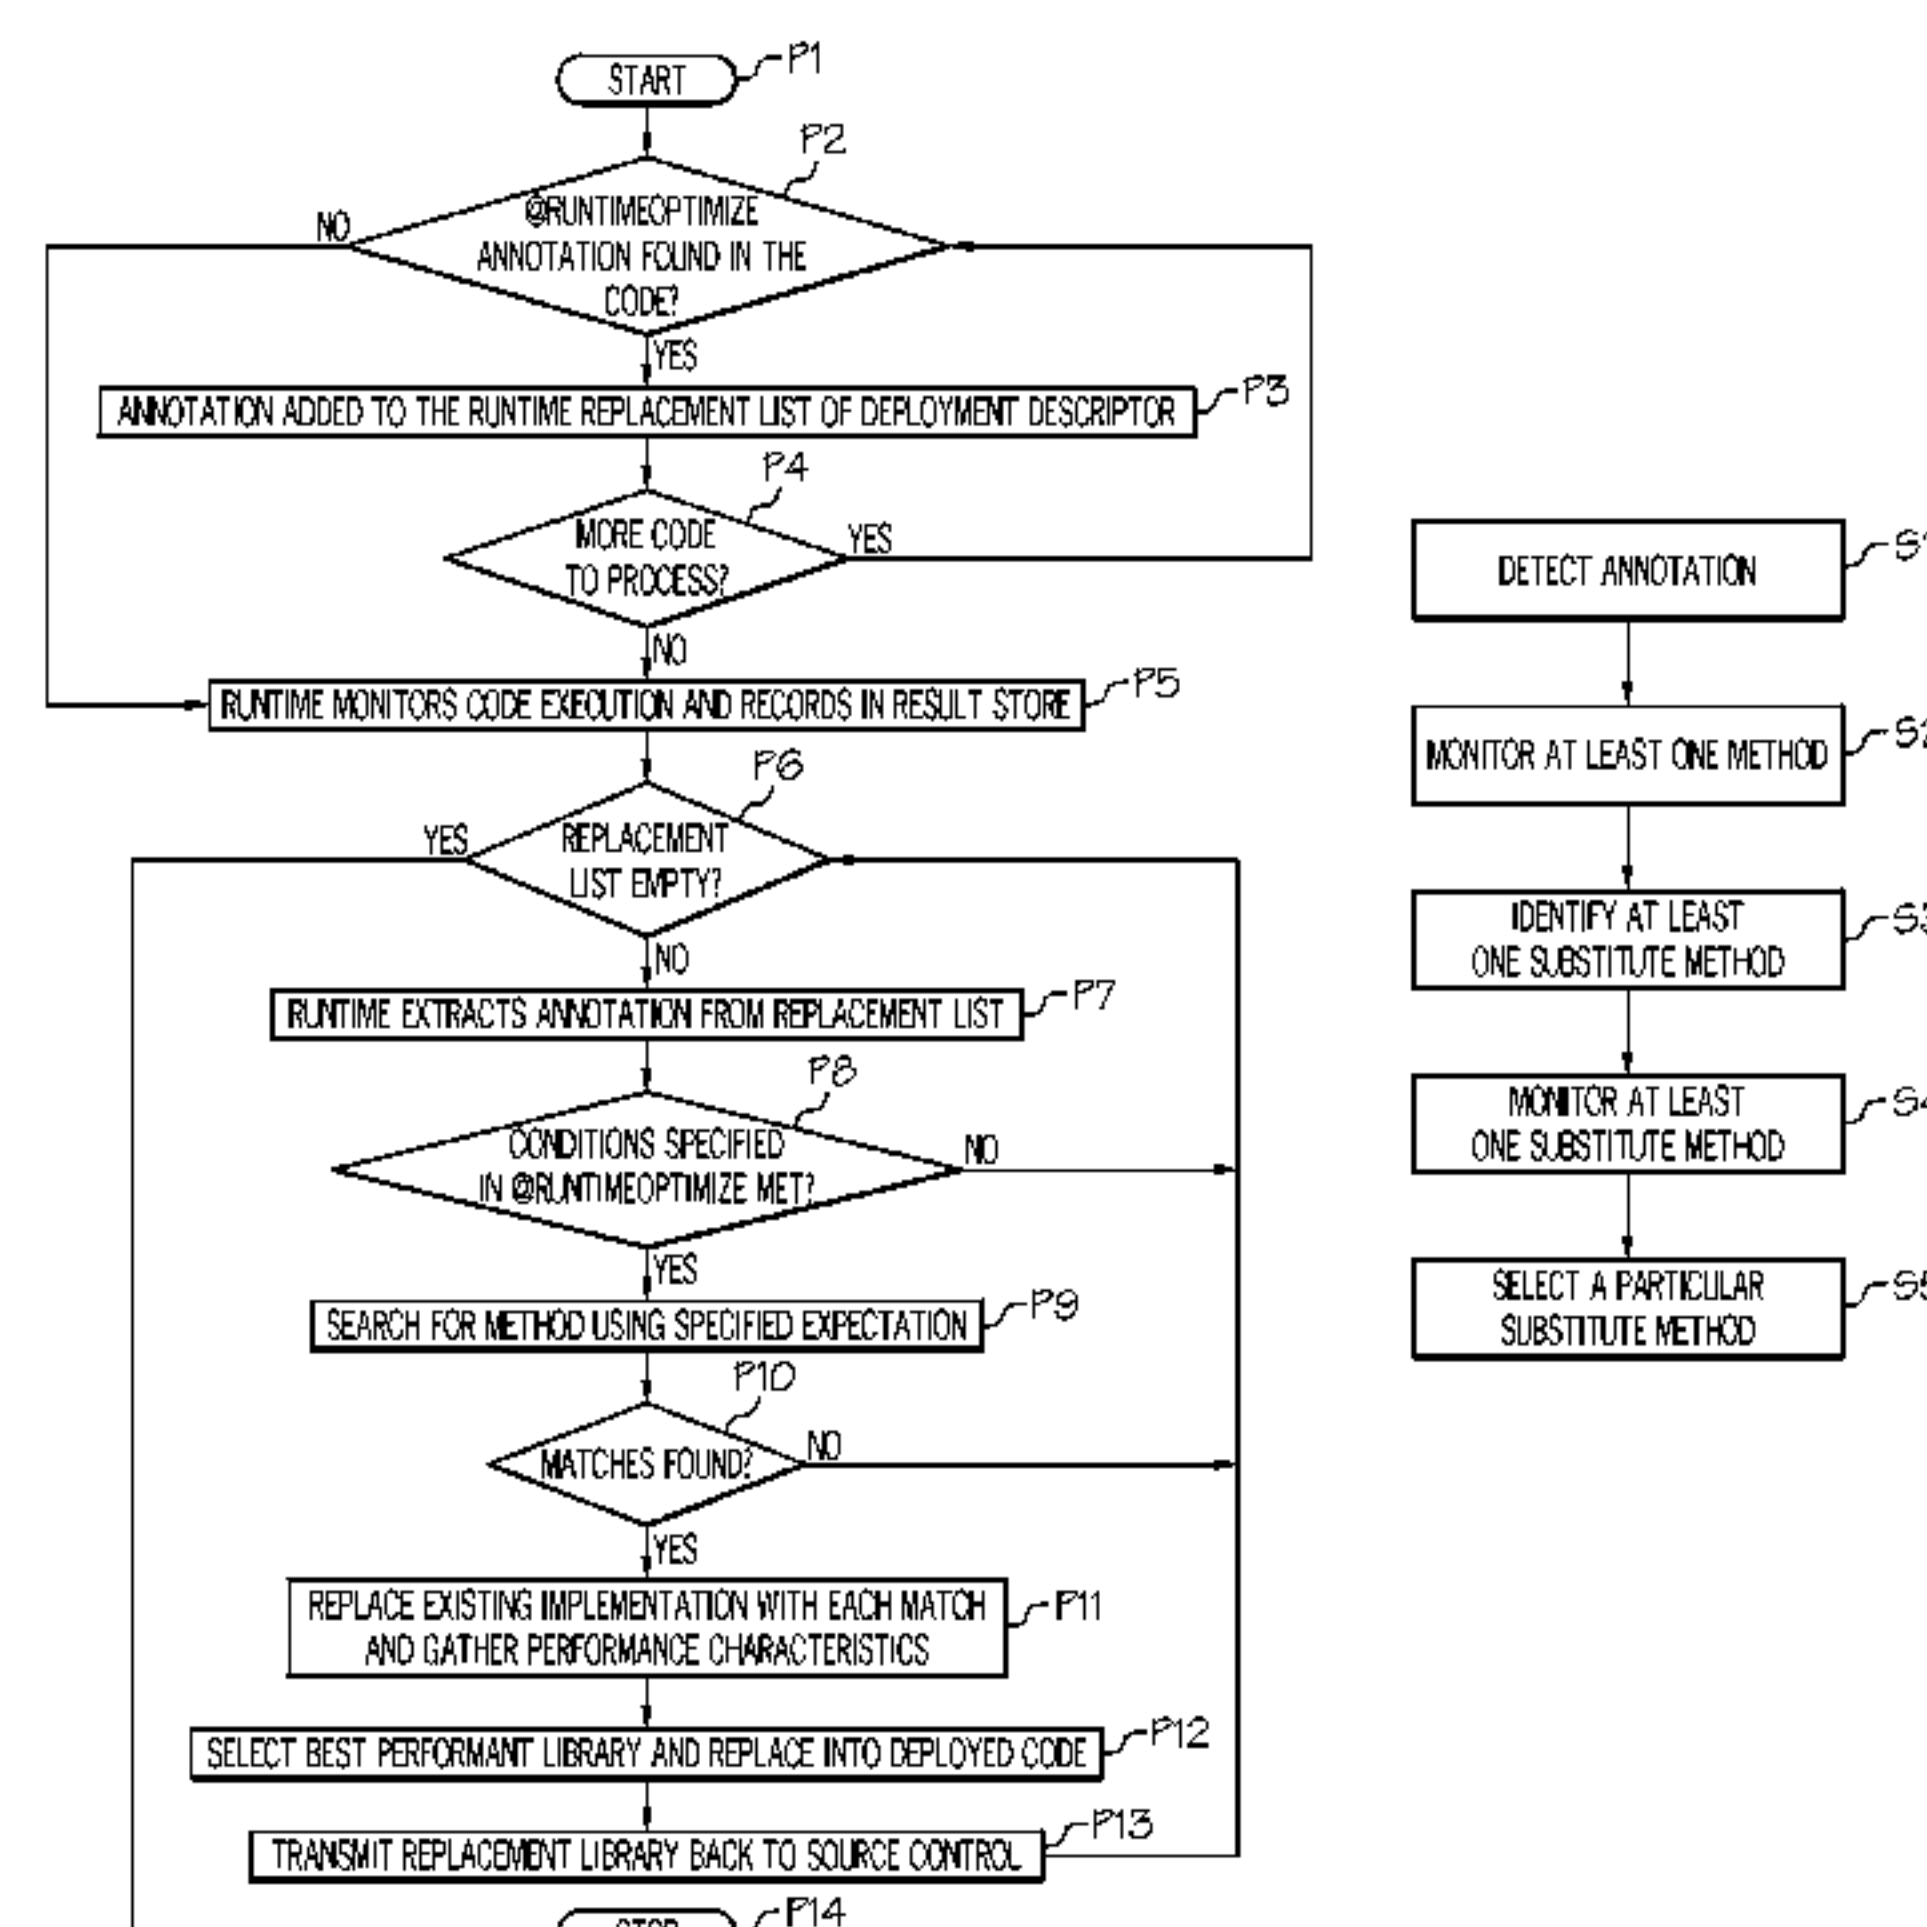 START
P1
P2
@RUNTIMEOPTIMIZE
ANNOTATION FOUND IN THE
CODE?
NO
YES
ANNOTATION ADDED TO THE RUNTIME REPLACEMENT LIST OF DEPLOYMENT DESCRIPTOR
P3
P4
MORE CODE
TO PROCESS?
YES
NO
RUNTIME MONITORS CODE EXECUTION AND RECORDS IN RESULT STORE
P5
P6
REPLACEMENT
LIST EMPTY?
YES
NO
RUNTIME EXTRACTS ANNOTATION FROM REPLACEMENT LIST
P7
P8
CONDITIONS SPECIFIED
IN @RUNTIMEOPTIMIZE MET?
NO
YES
SEARCH FOR METHOD USING SPECIFIED EXPECTATION
P9
P10
MATCHES FOUND?
NO
YES
REPLACE EXISTING IMPLEMENTATION WITH EACH MATCH
AND GATHER PERFORMANCE CHARACTERISTICS
P11
SELECT BEST PERFORMANT LIBRARY AND REPLACE INTO DEPLOYED CODE
P12
TRANSMIT REPLACEMENT LIBRARY BACK TO SOURCE CONTROL
P13
P14
DETECT ANNOTATION
S1
MONITOR AT LEAST ONE METHOD
S2
IDENTIFY AT LEAST
ONE SUBSTITUTE METHOD
S3
MONITOR AT LEAST
ONE SUBSTITUTE METHOD
S4
SELECT A PARTICULAR
SUBSTITUTE METHOD
S5